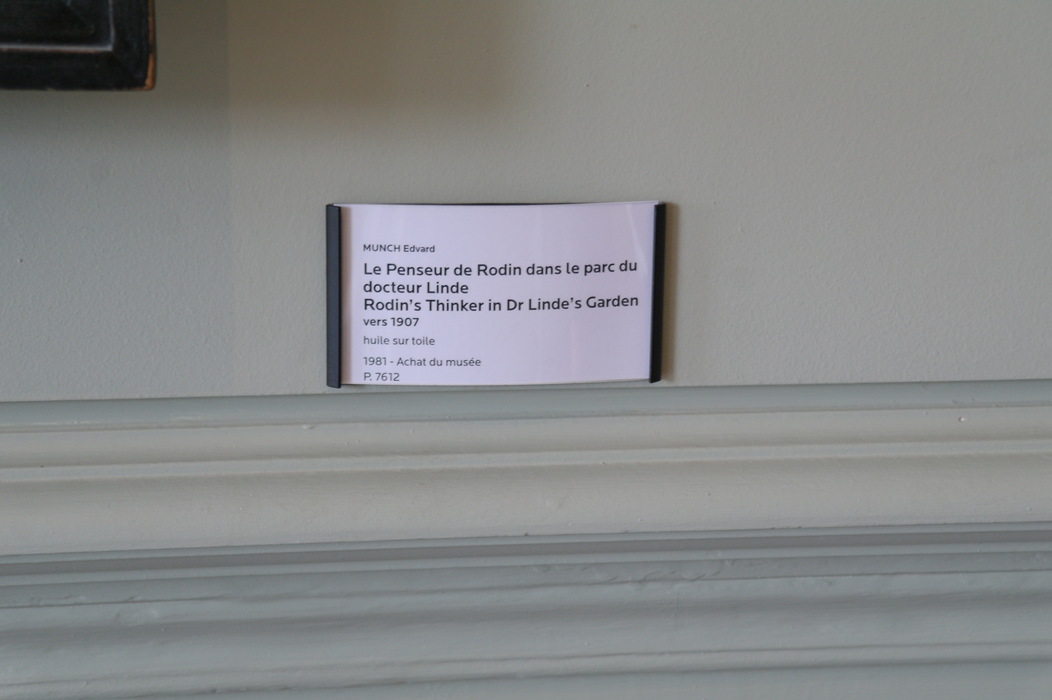 MUNCH Edvard
Le Penseur de Rodin dans le parc du
docteur Linde
Rodin's Thinker in Dr Linde's Garden
vers 1907
huile sur toile
1981 - Achat du musée
P. 7612